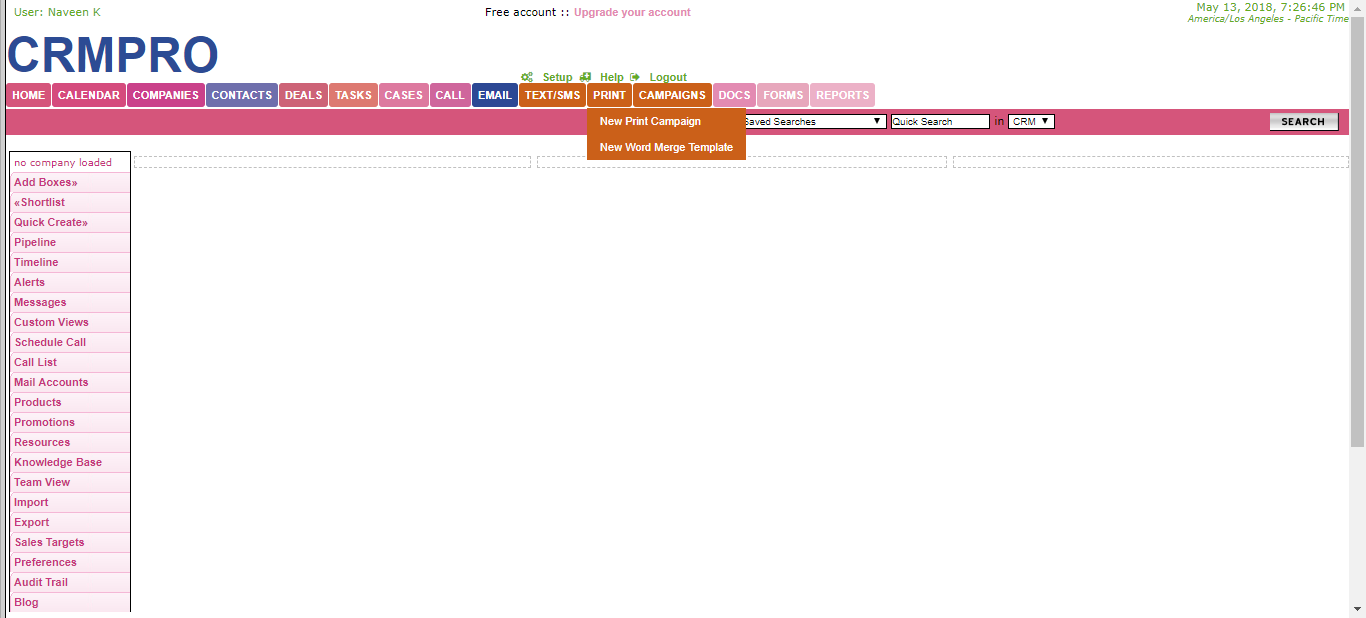 User: Naveen K
Free account :: Upgrade your account
May 13, 2018, 7:26:46 PM
America/Los Angeles - Pacific Time
CRMPRO
Setup Help Logout
HOME CALENDAR COMPANIES CONTACTS DEALS TASKS CASES CALL EMAIL TEXT/SMS PRINT CAMPAIGNS DOCS FORMS REPORTS
New Print Campaign
New Word Merge Template
Saved Searches Quick Search in CRM SEARCH
no company loaded
Add Boxes»
«Shortlist
Quick Create»
Pipeline
Timeline
Alerts
Messages
Custom Views
Schedule Call
Call List
Mail Accounts
Products
Promotions
Resources
Knowledge Base
Team View
Import
Export
Sales Targets
Preferences
Audit Trail
Blog